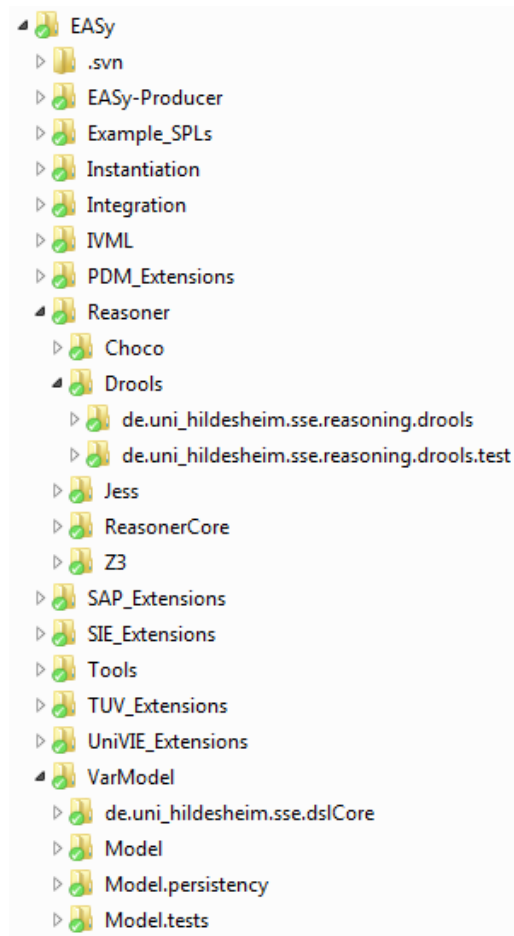 EASy
.svn
EASy-Producer
Example_SPLs
Instantiation
Integration
IVML
PDM_Extensions
Reasoner
Choco
Drools
de.uni_hildesheim.sse.reasoning.drools
de.uni_hildesheim.sse.reasoning.drools.test
Jess
ReasonerCore
Z3
SAP_Extensions
SIE_Extensions
Tools
TUV_Extensions
UniVIE_Extensions
VarModel
de.uni_hildesheim.sse.dslCore
Model
Model.persistency
Model.tests